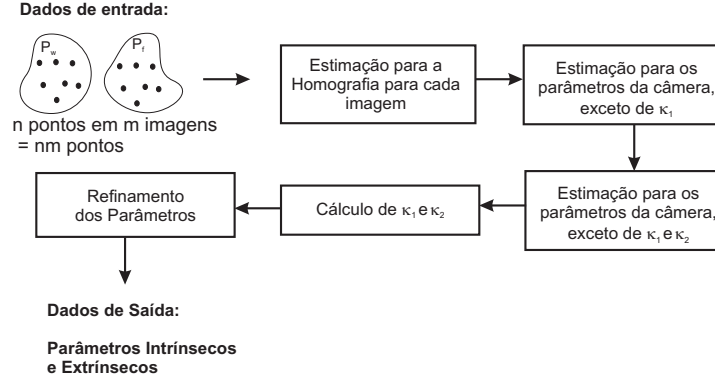 Dados de entrada:
P_w
P_f
n pontos em m imagens
= nm pontos
Estimação para a
Homografia para cada
imagem
Estimação para os
parâmetros da câmera,
exceto de κ₁
Estimação para os
parâmetros da câmera,
exceto de κ₁ e κ₂
Cálculo de κ₁ e κ₂
Refinamento
dos Parâmetros
Dados de Saída:
Parâmetros Intrínsecos
e Extrínsecos